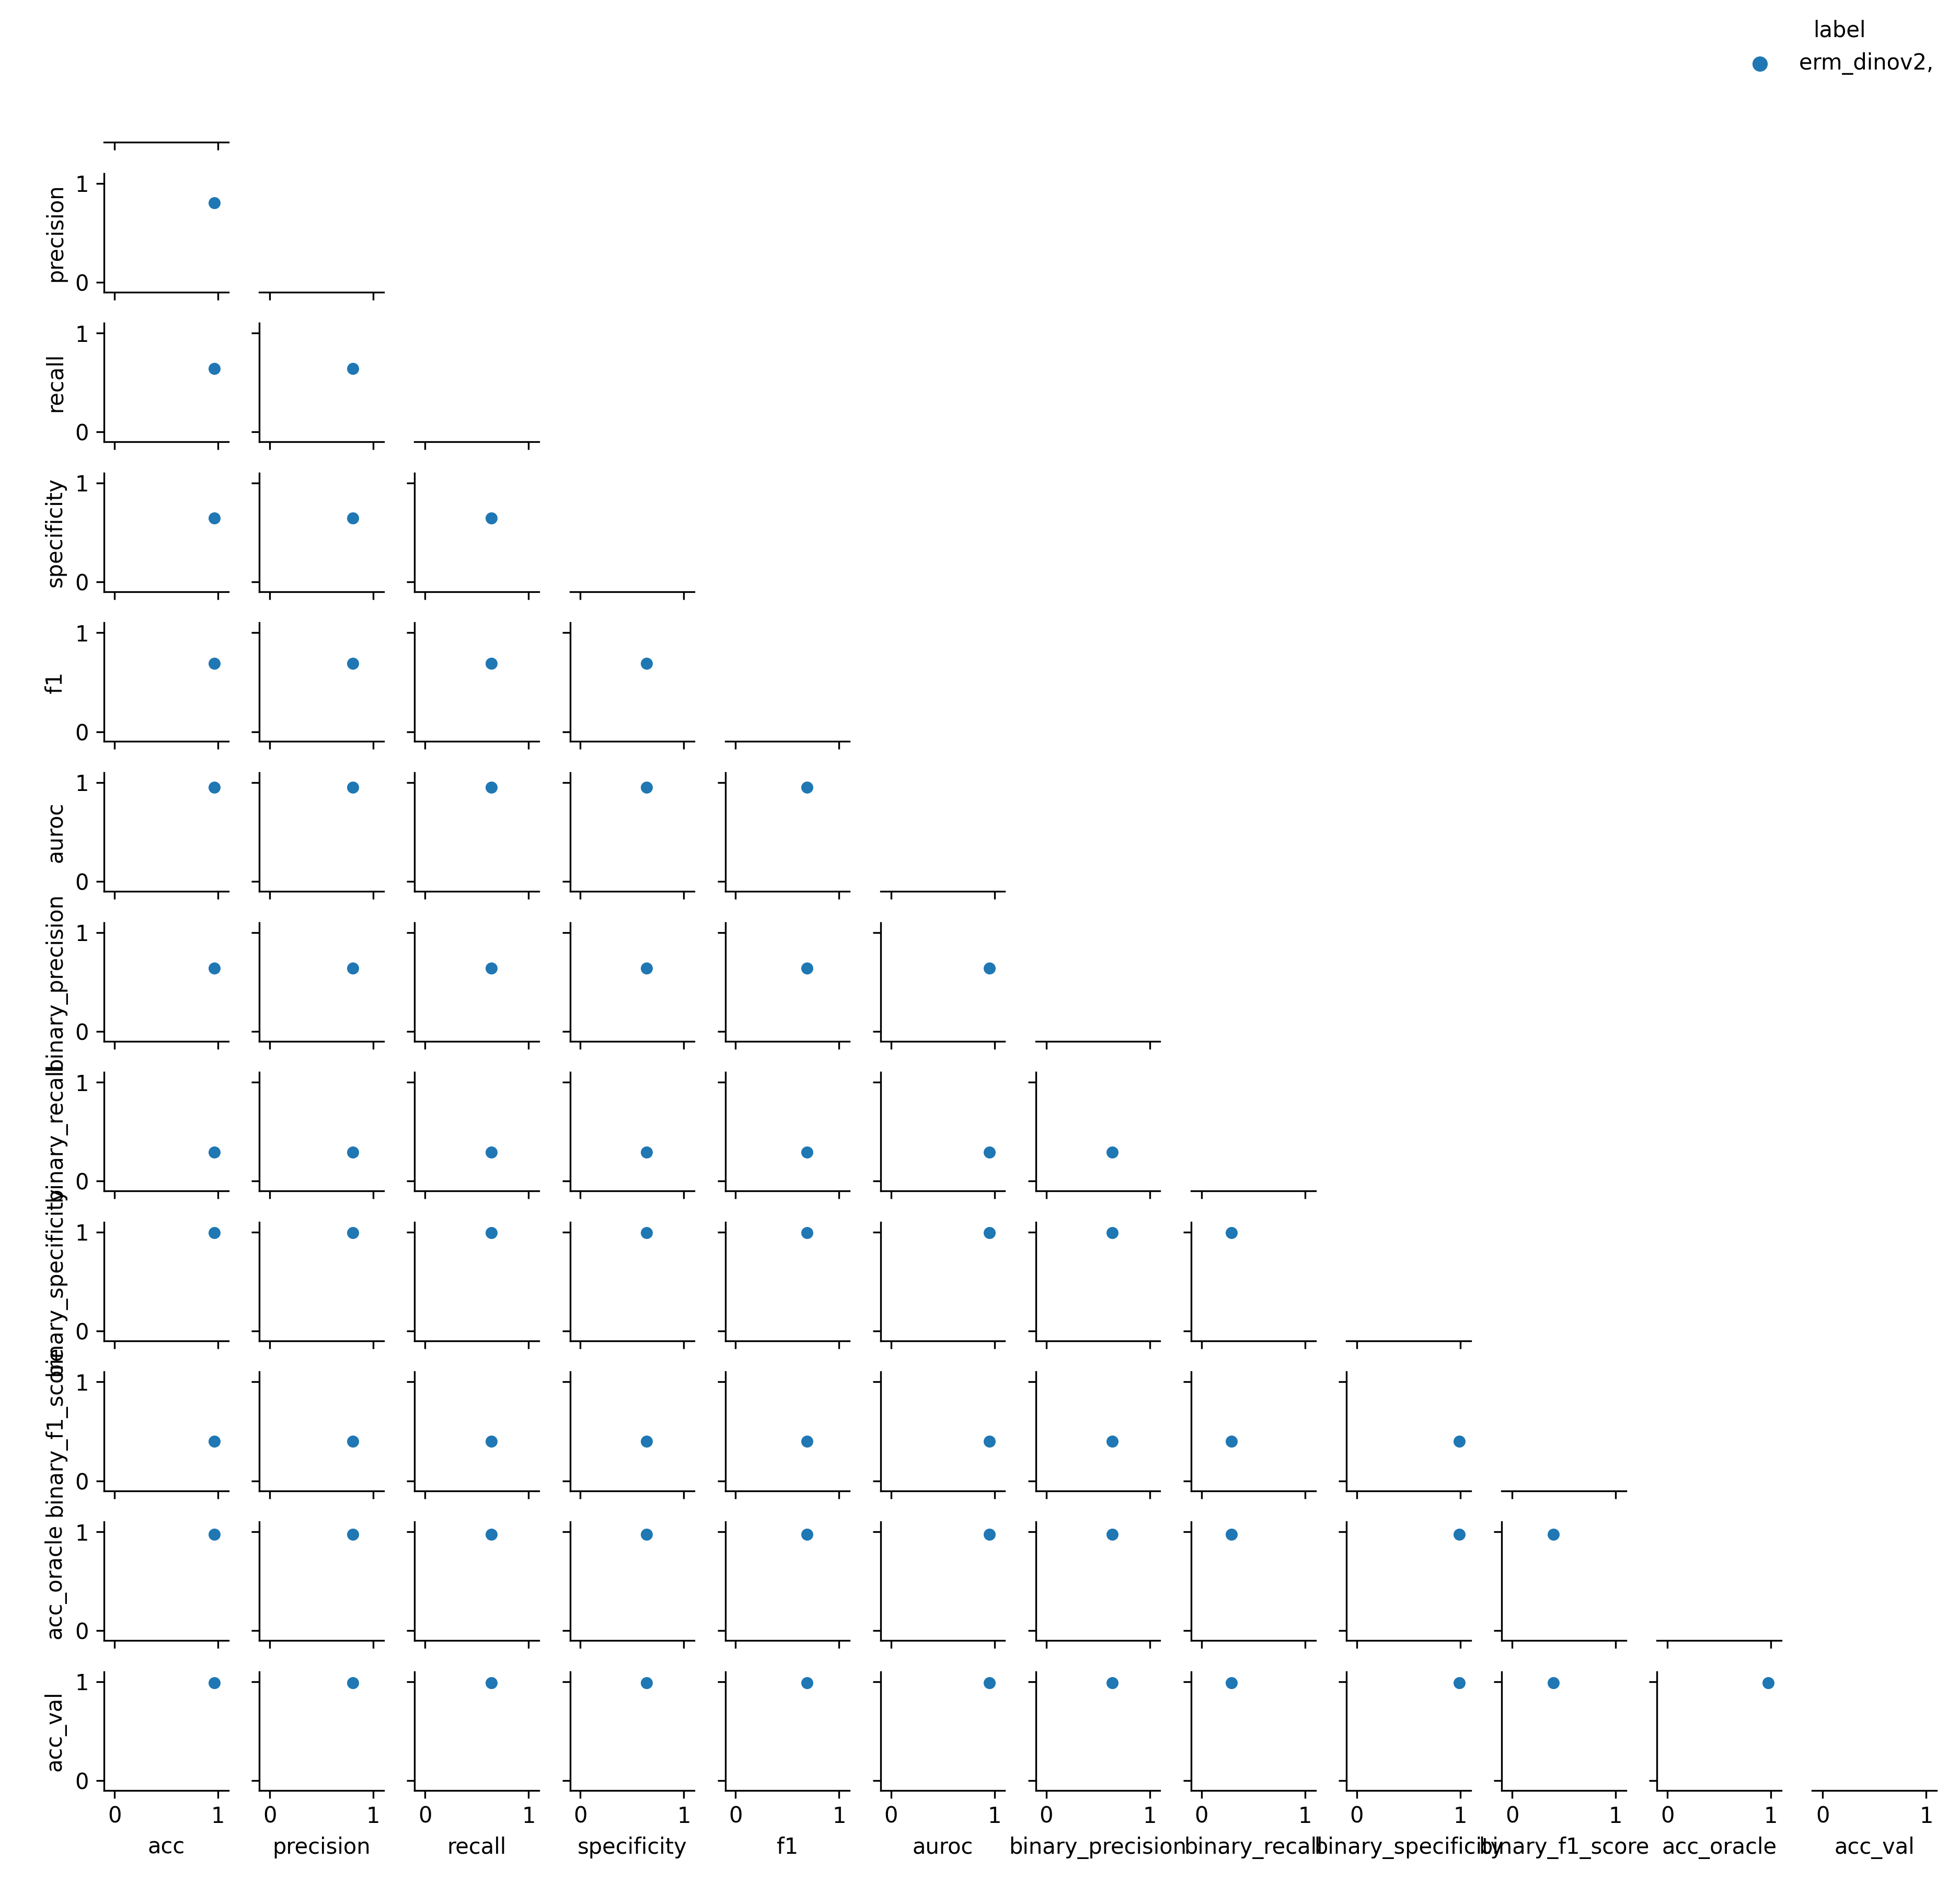 label
erm_dinov2,
precision
1
0
recall
1
0
specificity
1
0
f1
1
0
auroc
1
0
binary_precision
1
0
binary_recall
1
0
binary_specificity
1
0
binary_f1_score
1
0
acc_oracle
1
0
acc_val
1
0
0 1 0 1 0 1 0 1 0 1 0 1 0 1 0 1 0 1 0 1 0 1 0 1
acc precision recall specificity f1 auroc binary_precision binary_recall binary_specificity binary_f1_score acc_oracle acc_val